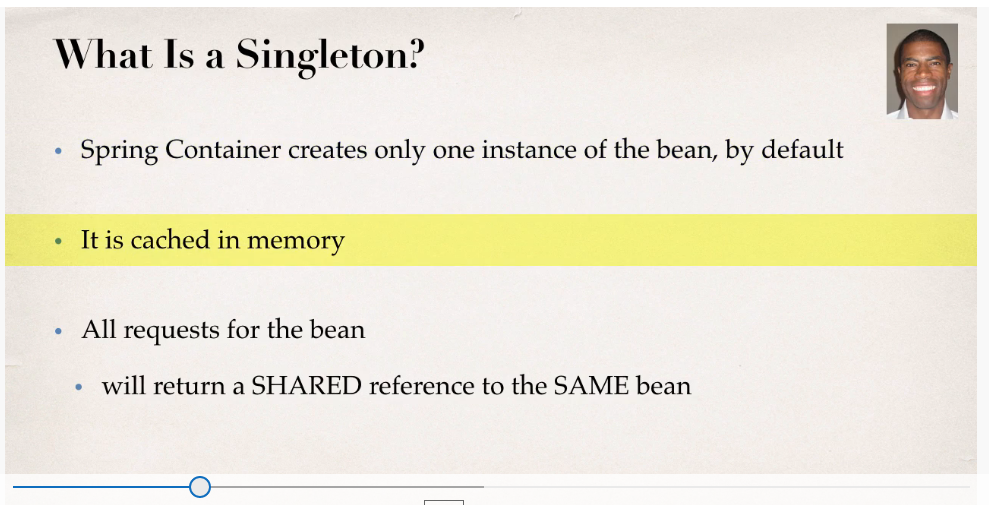 What Is a Singleton?
• Spring Container creates only one instance of the bean, by default
• It is cached in memory
• All requests for the bean
• will return a SHARED reference to the SAME bean